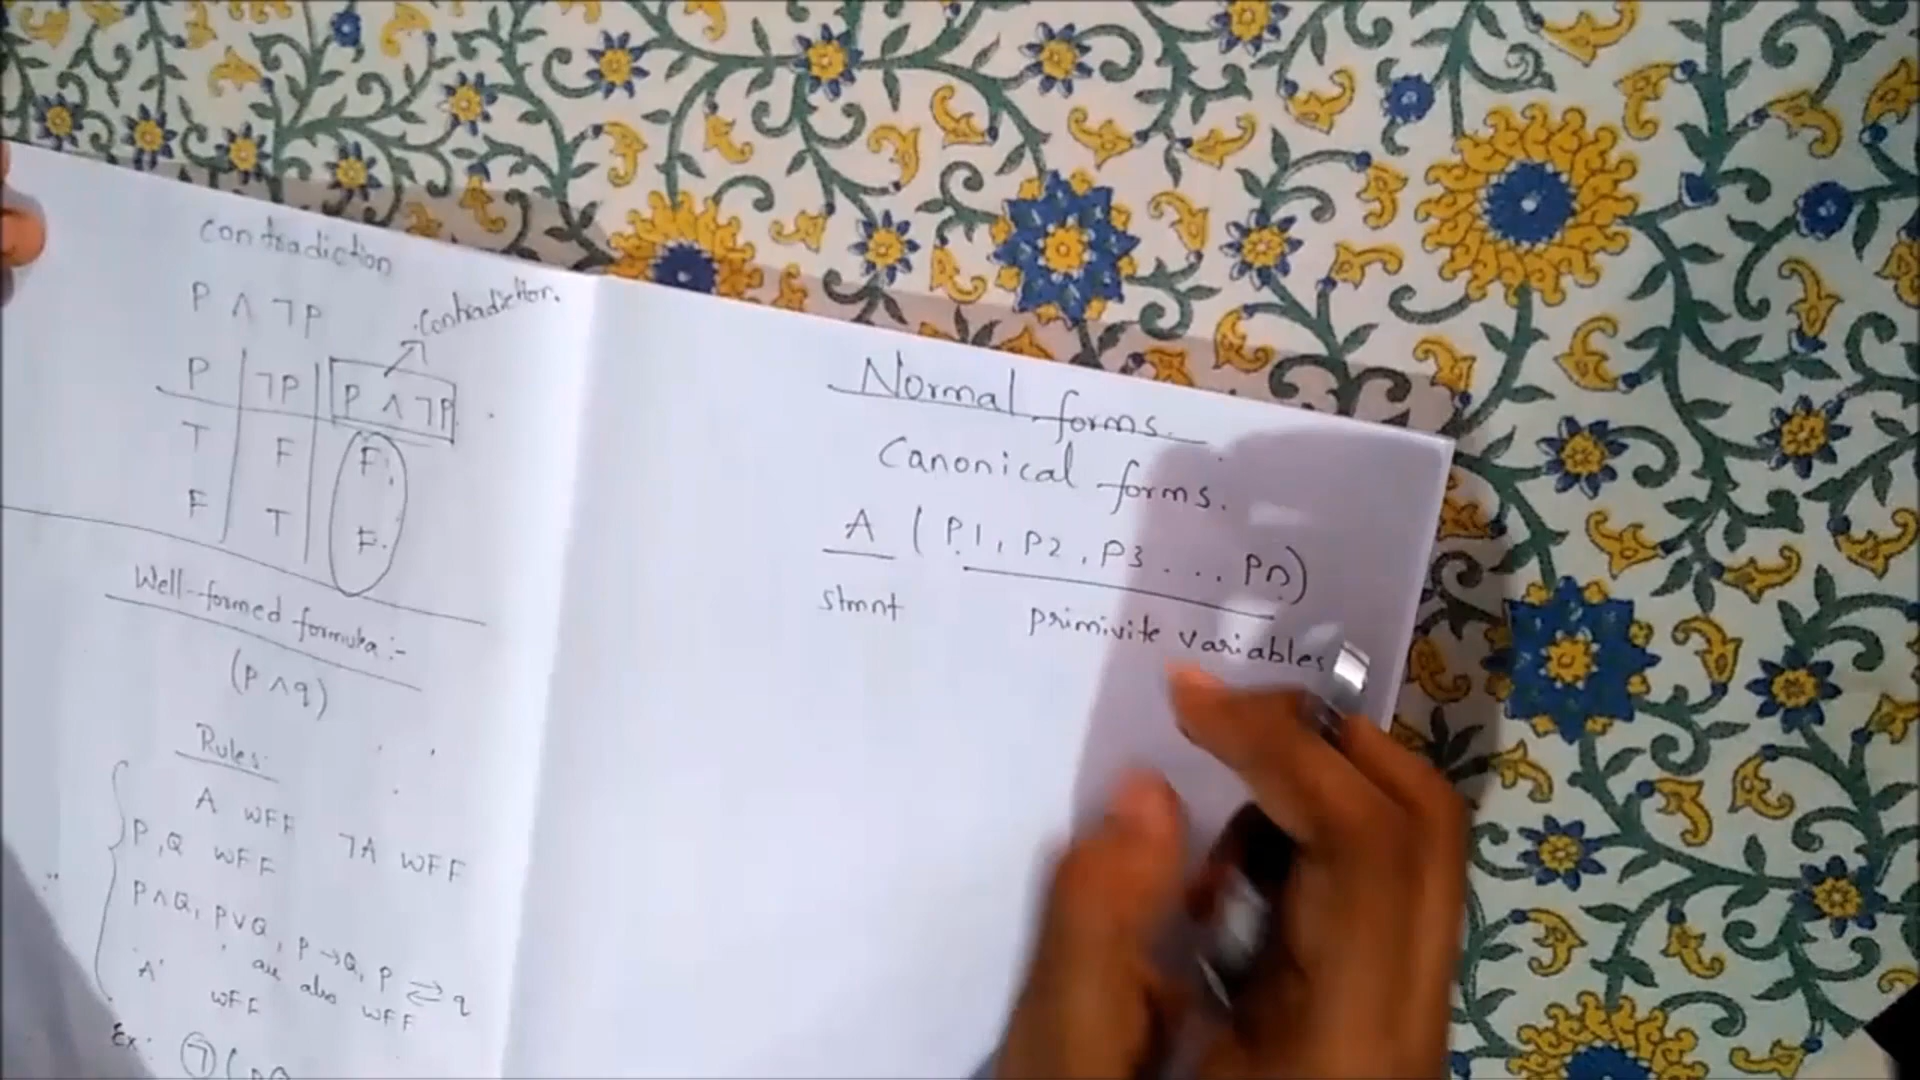 contradiction
P ∧ ¬P
contradiction.
P ¬P P ∧ ¬P
T F F
F T F
Well-formed formula :-
(p ∧ q)
Rules:
A WFF ¬A WFF
P, Q WFF
P∧Q, P∨Q, P→Q, P ⇄ q
are also WFF
'A' WFF
Ex: ¬(
Normal forms.
Canonical forms.
A (P1, P2, P3 ... Pn)
stmnt primivite variables